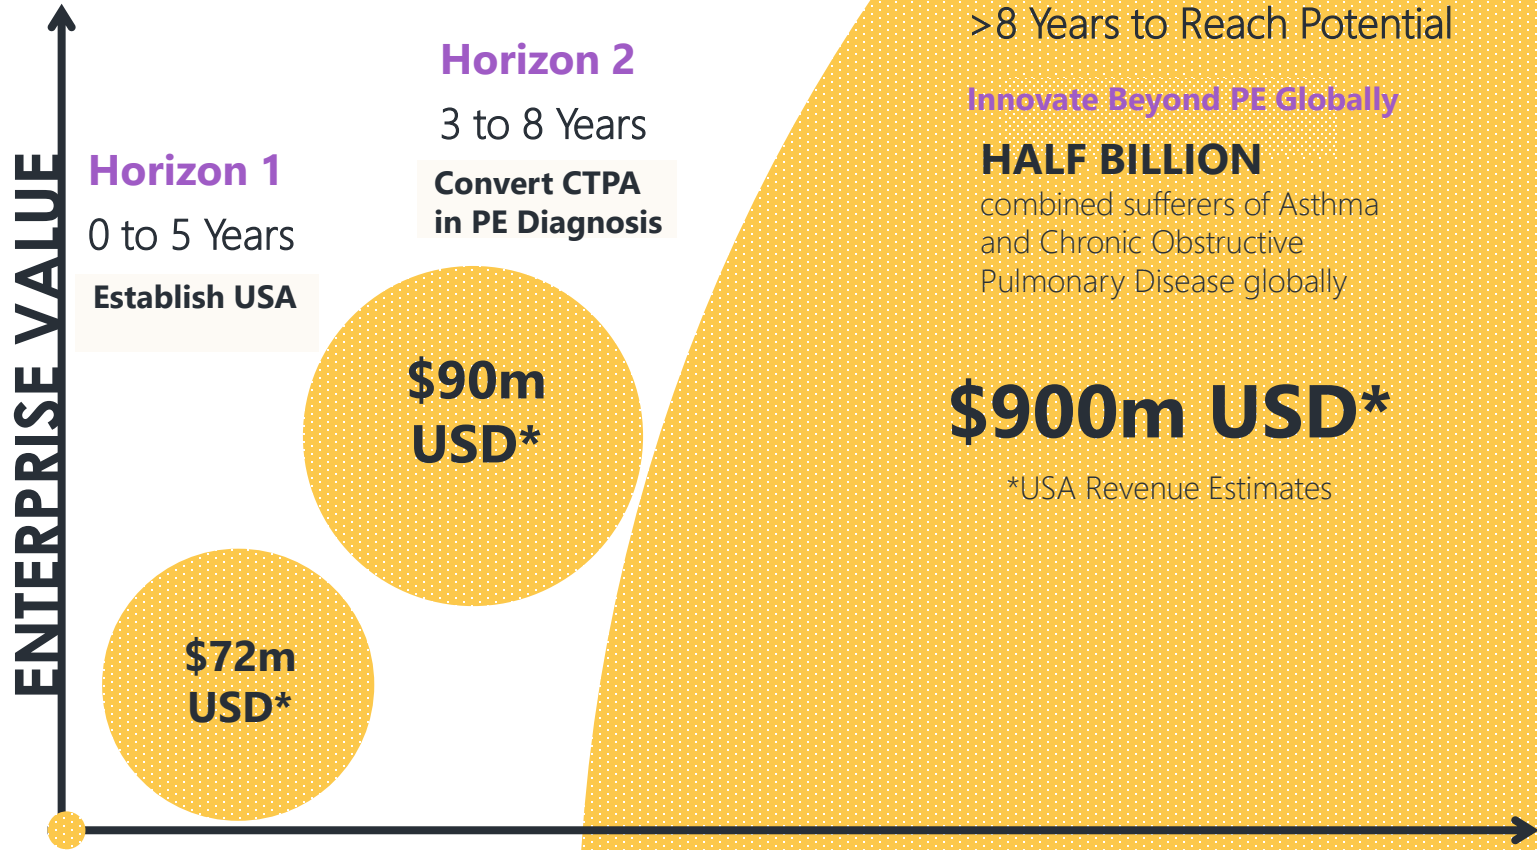 ENTERPRISE VALUE
Horizon 1
0 to 5 Years
Establish USA
$72m
USD*
Horizon 2
3 to 8 Years
Convert CTPA
in PE Diagnosis
$90m
USD*
>8 Years to Reach Potential
Innovate Beyond PE Globally
HALF BILLION
combined sufferers of Asthma
and Chronic Obstructive
Pulmonary Disease globally
$900m USD*
*USA Revenue Estimates